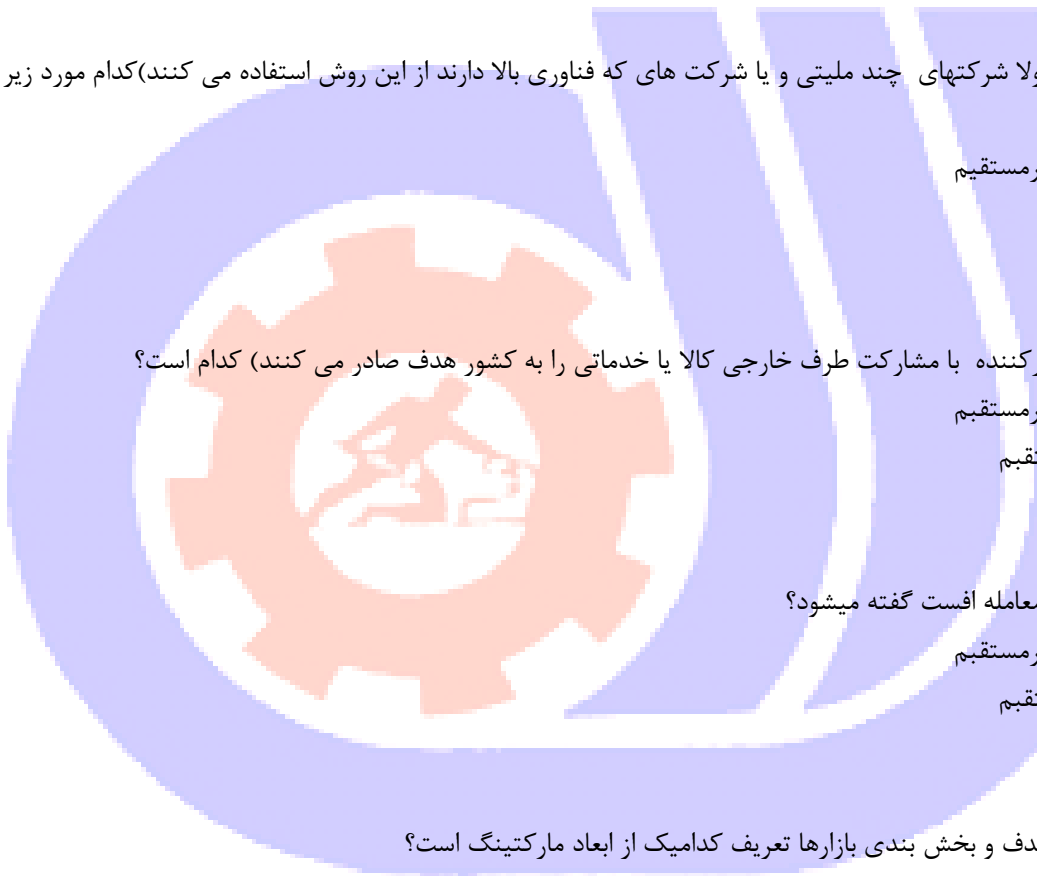 ولا شرکتهای چند ملیتی و یا شرکت های که فناوری بالا دارند از این روش استفاده می کنند)کدام مورد زیر
رمستقیم
رکننده با مشارکت طرف خارجی کالا یا خدماتی را به کشور هدف صادر می کنند) کدام است؟
رمستقبم
تقبم
معامله افست گفته میشود؟
رمستقبم
تقبم
دف و بخش بندی بازارها تعریف کدامیک از ابعاد مارکتینگ است؟